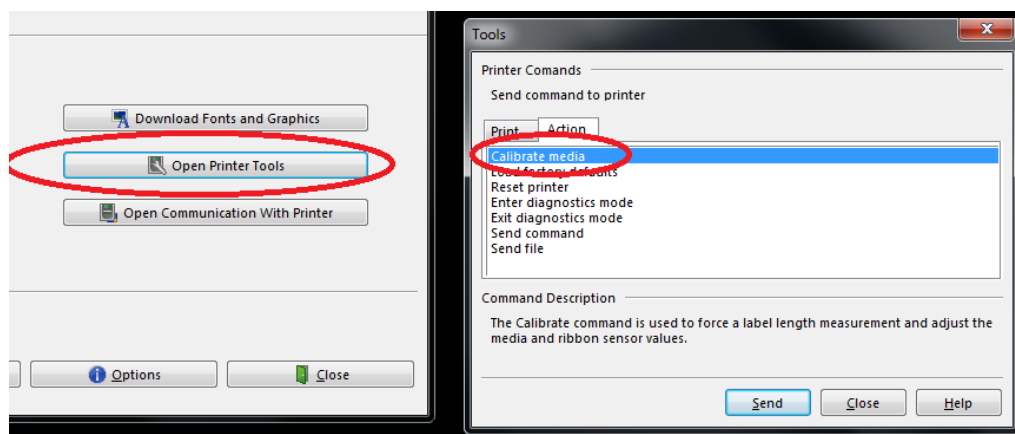 Download Fonts and Graphics
Open Printer Tools
Open Communication With Printer
Options
Close
Tools
x
Printer Comands
Send command to printer
Print Action
Calibrate media
Load factory defaults
Reset printer
Enter diagnostics mode
Exit diagnostics mode
Send command
Send file
Command Description
The Calibrate command is used to force a label length measurement and adjust the
media and ribbon sensor values.
Send Close Help